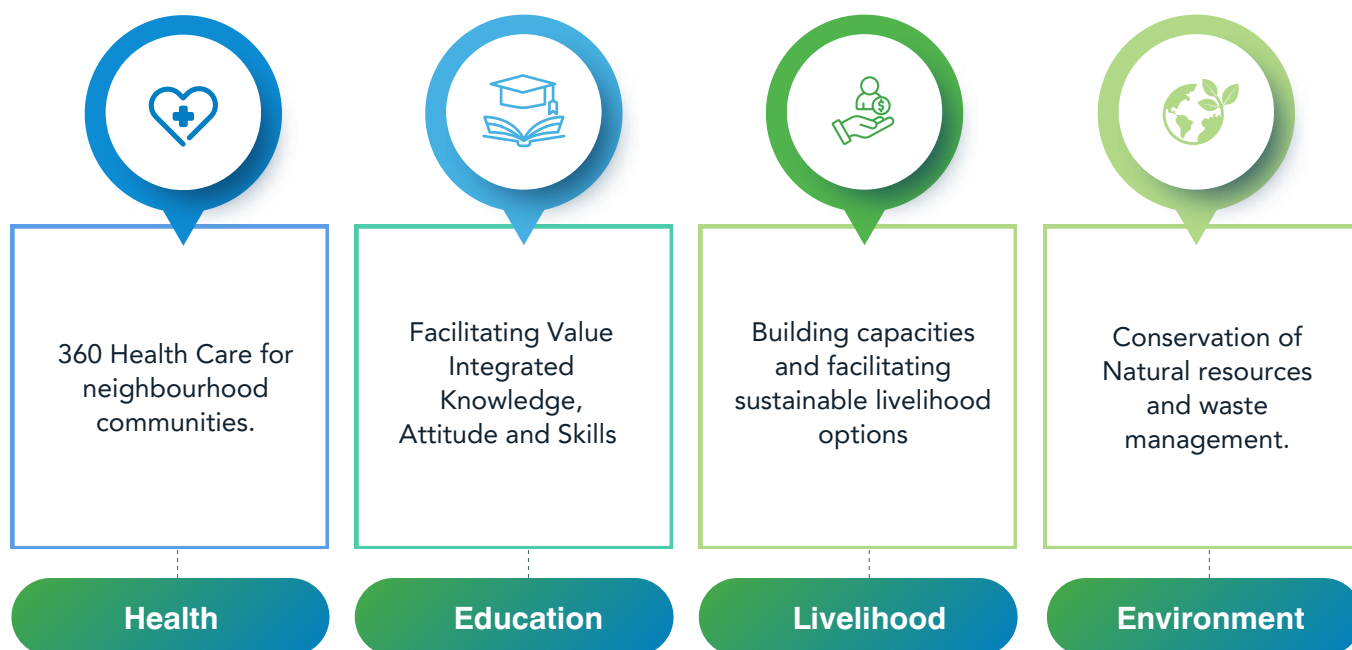 360 Health Care for
neighbourhood
communities.
Health
Facilitating Value
Integrated
Knowledge,
Attitude and Skills
Education
Building capacities
and facilitating
sustainable livelihood
options
Livelihood
Conservation of
Natural resources
and waste
management.
Environment